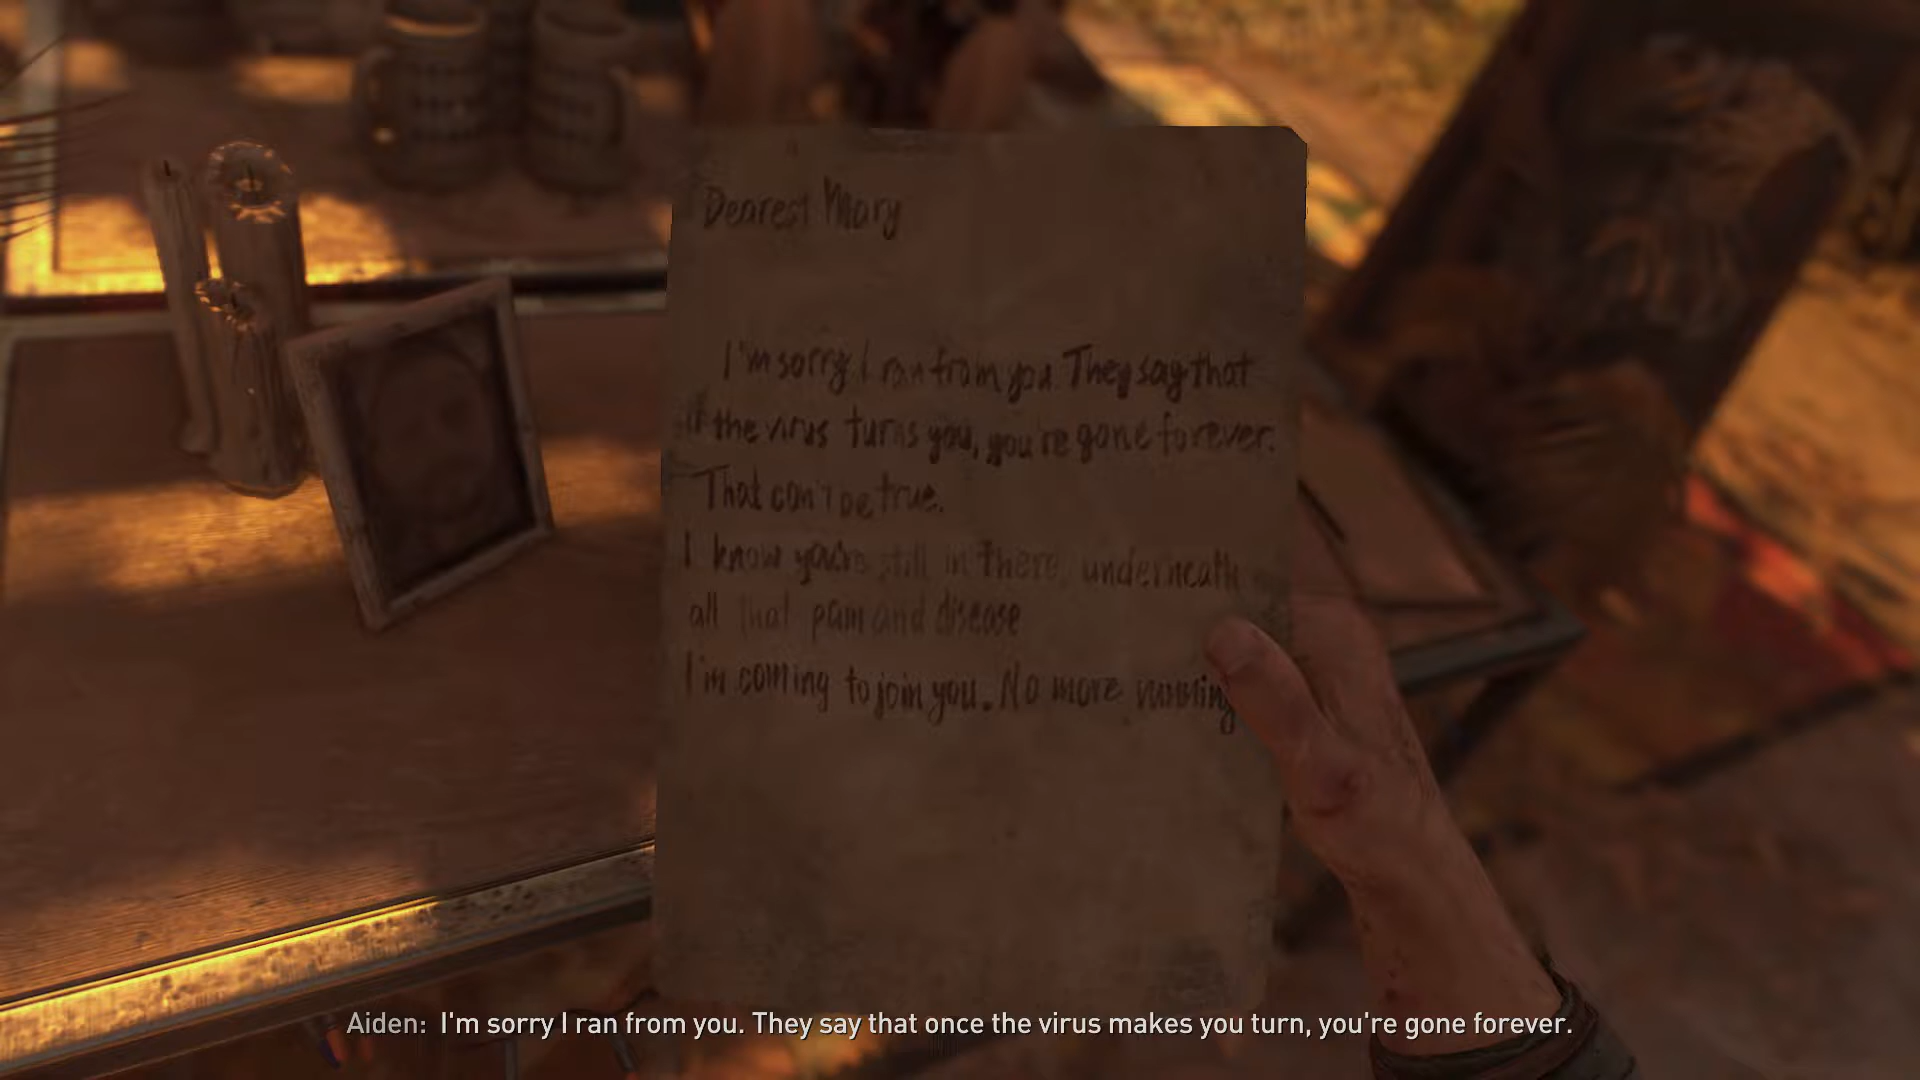 Dearest Mary
I'm sorry I ran from you They say that
if the virus turns you, you're gone forever.
That can't be true.
I know you're still in there, underneath
all that pain and disease
I'm coming to join you. No more running
Aiden: I'm sorry I ran from you. They say that once the virus makes you turn, you're gone forever.